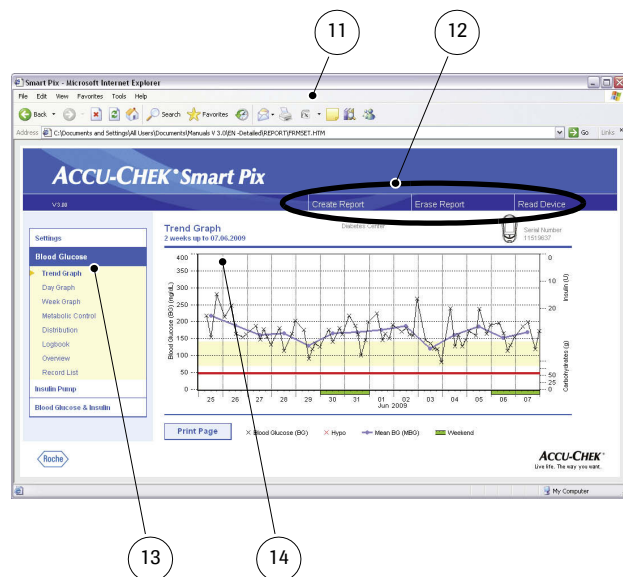 11
12
Smart Pix - Microsoft Internet Explorer
File Edit View Favorites Tools Help
Back Search Favorites
Address C:\Documents and Settings\All Users\Documents\Manuals V 3.0\EN -Detailed\REPORT\FRMSET.HTM Go Links
ACCU-CHEK® Smart Pix
V3.00 Create Report Erase Report Read Device
Settings
Blood Glucose
Trend Graph
Day Graph
Week Graph
Metabolic Control
Distribution
Logbook
Overview
Record List
Insulin Pump
Blood Glucose & Insulin
Roche
Trend Graph
2 weeks up to 07.06.2009
Diabetes Center
Serial Number
11519637
Blood Glucose (BG) (mg/dL)
400
350
300
250
200
150
100
50
0
0
10
20
Insulin (U)
50
25
0
Carbohydrates (g)
25 26 27 28 29 30 31 01 02 03 04 05 06 07
Jun 2009
Print Page
Blood Glucose (BG) Hypo Mean BG (MBG) Weekend
ACCU-CHEK®
Live life. The way you want.
My Computer
13
14